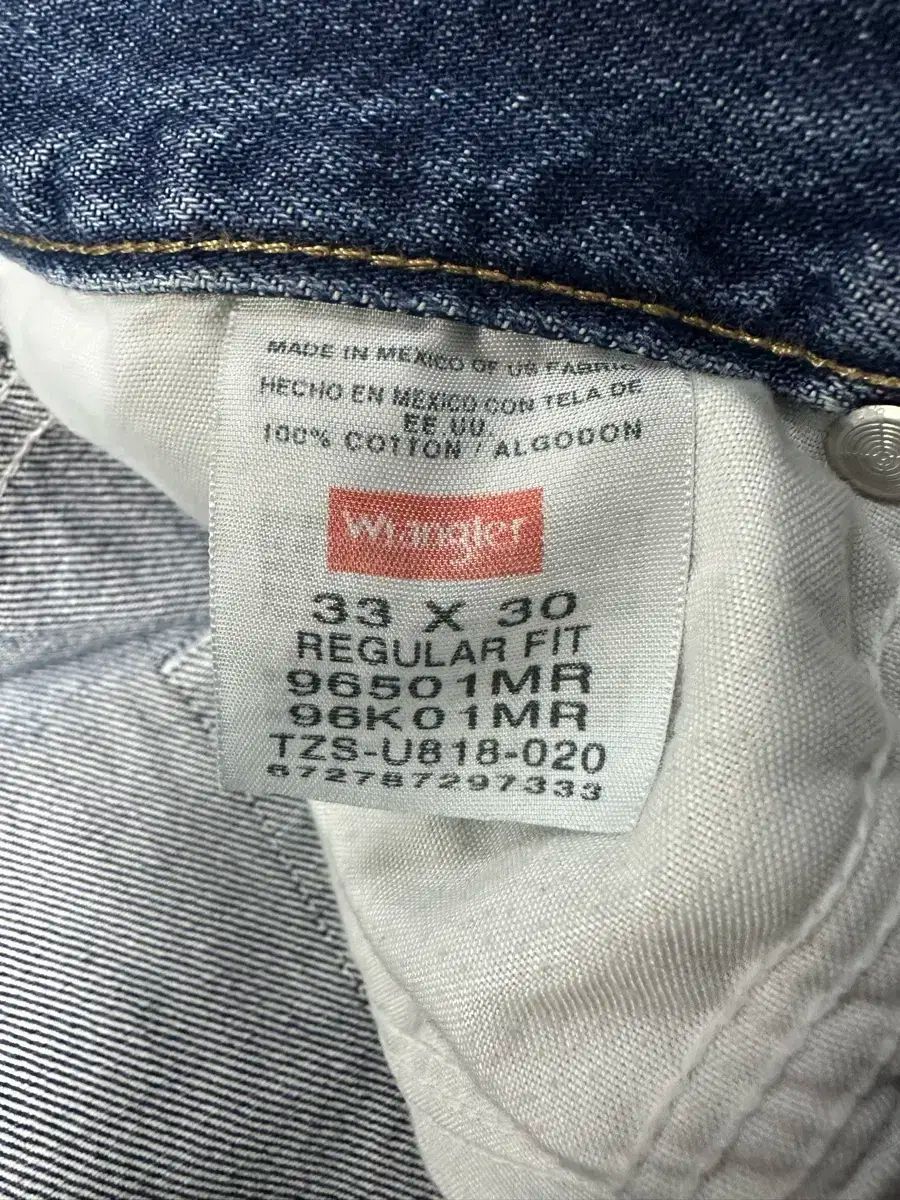 MADE IN MEXICO OF US FABRIC
HECHO EN MEXICO CON TELA DE
EE UU
100% COTTON / ALGODON
Wrangler
33 X 30
REGULAR FIT
96501MR
96K01MR
TZS-U818-020
672787297333